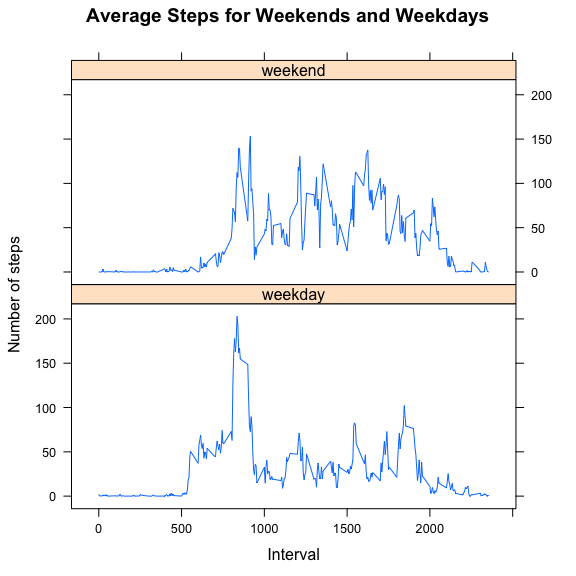 Average Steps for Weekends and Weekdays
weekend
200
150
100
50
0
Number of steps
weekday
200
150
100
50
0
0 500 1000 1500 2000
Interval